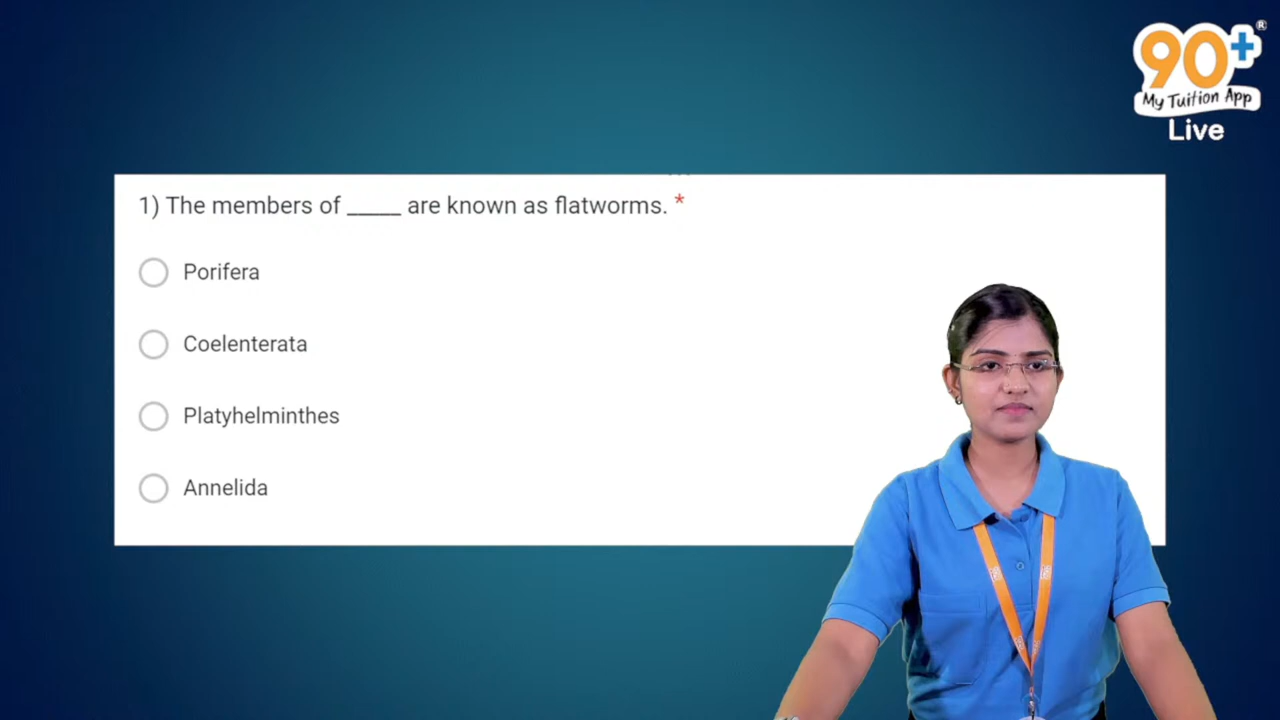 90+
®
My Tuition App
Live
1) The members of _____ are known as flatworms. *
Porifera
Coelenterata
Platyhelminthes
Annelida